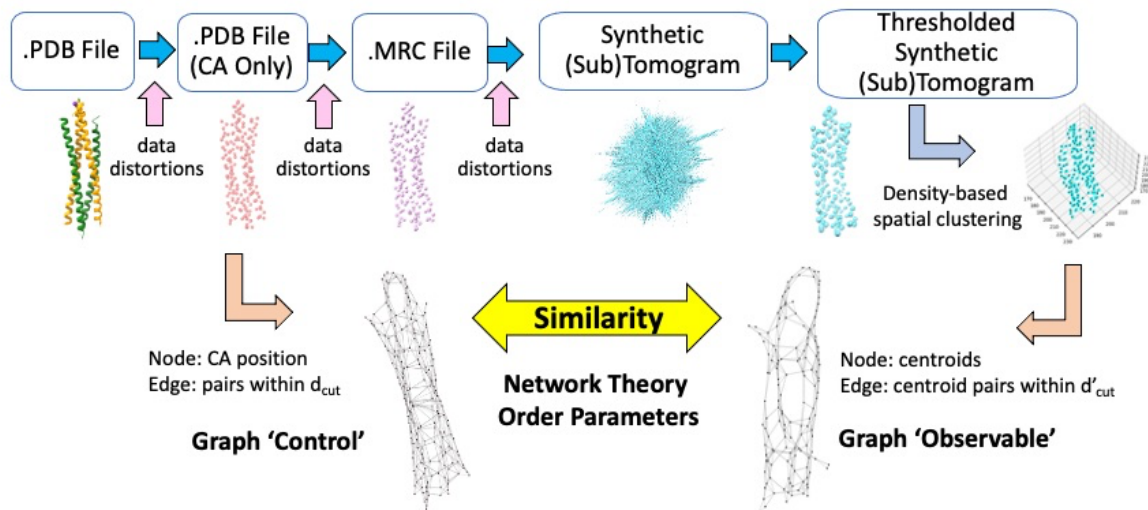 .PDB File
.PDB File
(CA Only)
.MRC File
Synthetic
(Sub)Tomogram
Thresholded
Synthetic
(Sub)Tomogram
data
distortions
data
distortions
data
distortions
Density-based
spatial clustering
Similarity
Network Theory
Order Parameters
Node: CA position
Edge: pairs within dcut
Graph ‘Control’
Node: centroids
Edge: centroid pairs within d’cut
Graph ‘Observable’